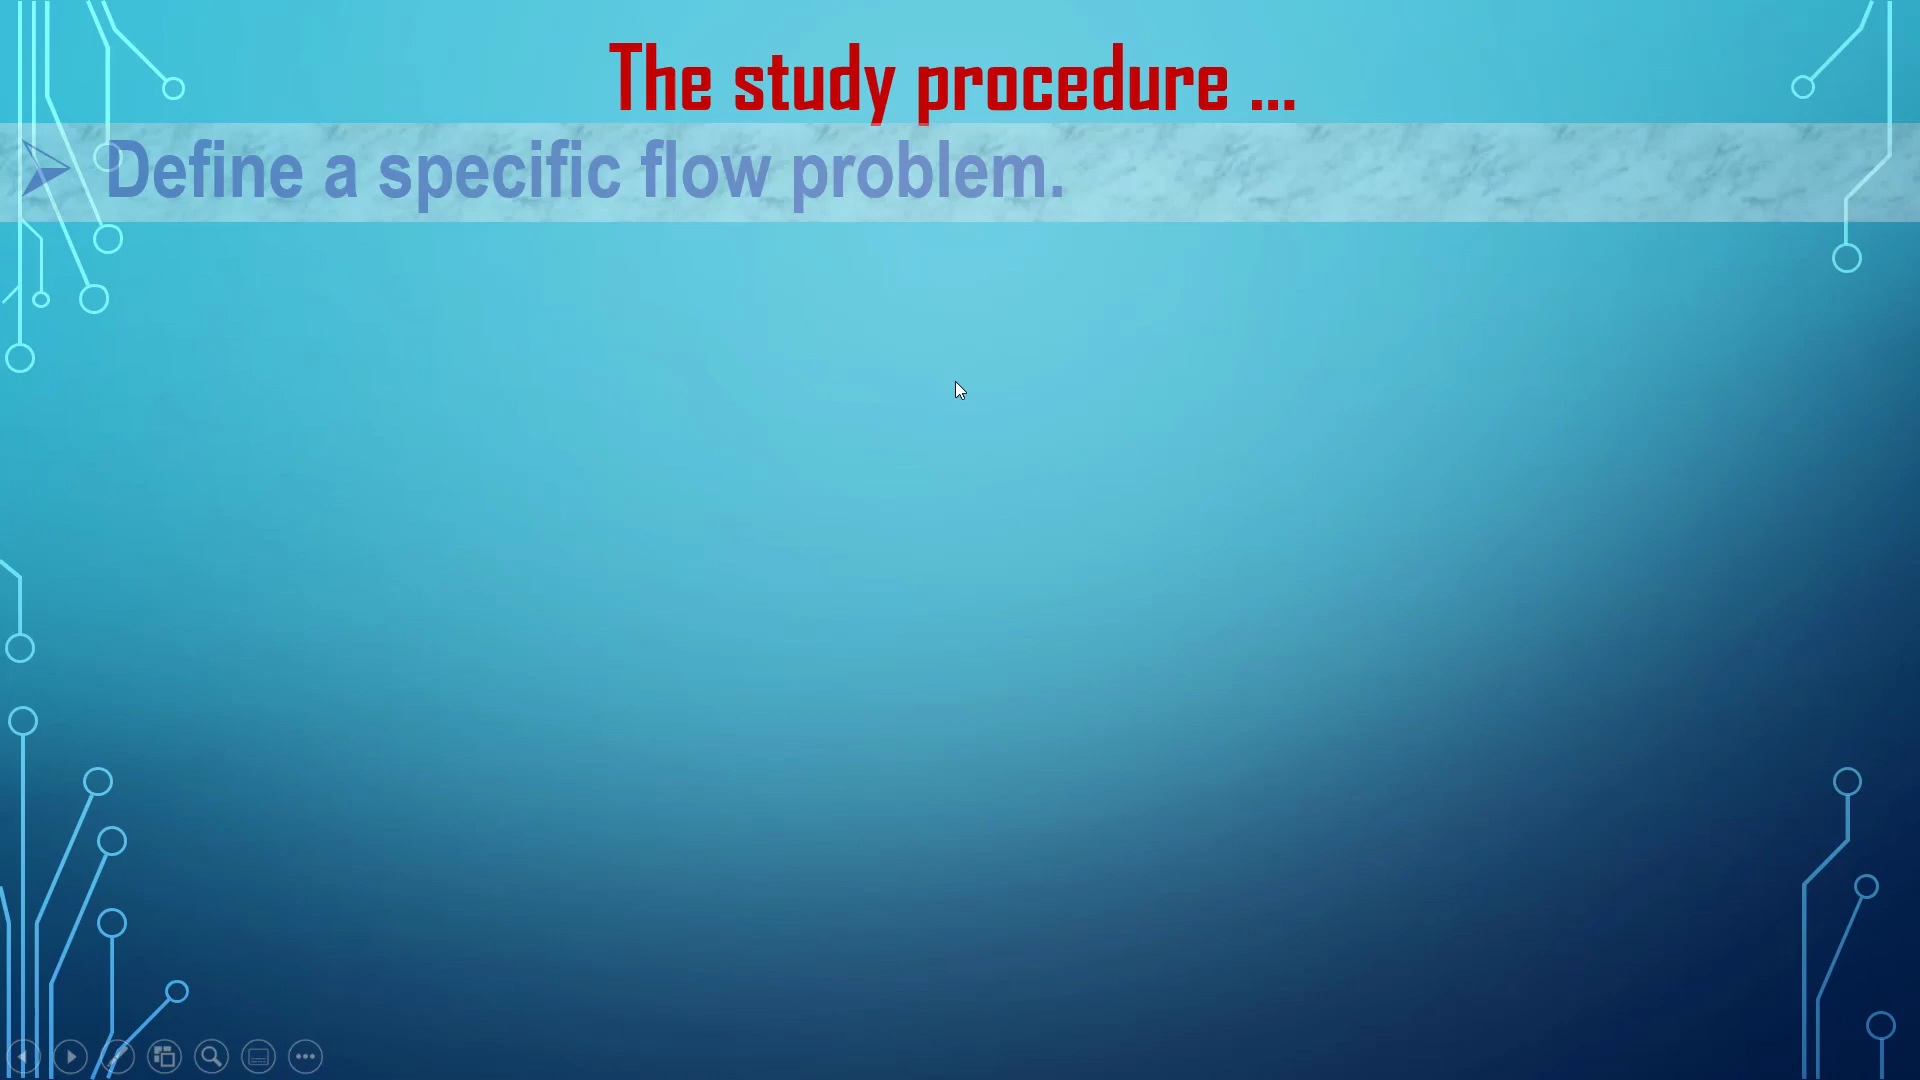 The study procedure ...
Define a specific flow problem.